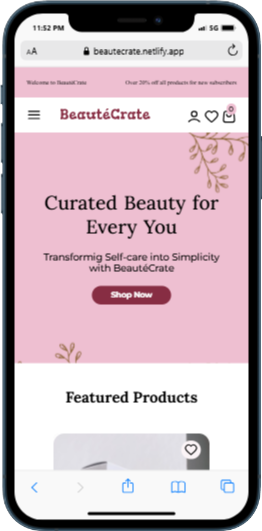 11:52 PM
5G
AA
beautecrate.netlify.app
Welcome to BeautéCrate
Over 20% off all products for new subscribers
BeautéCrate
0
Curated Beauty for
Every You
Transformig Self-care into Simplicity
with BeautéCrate
Shop Now
Featured Products